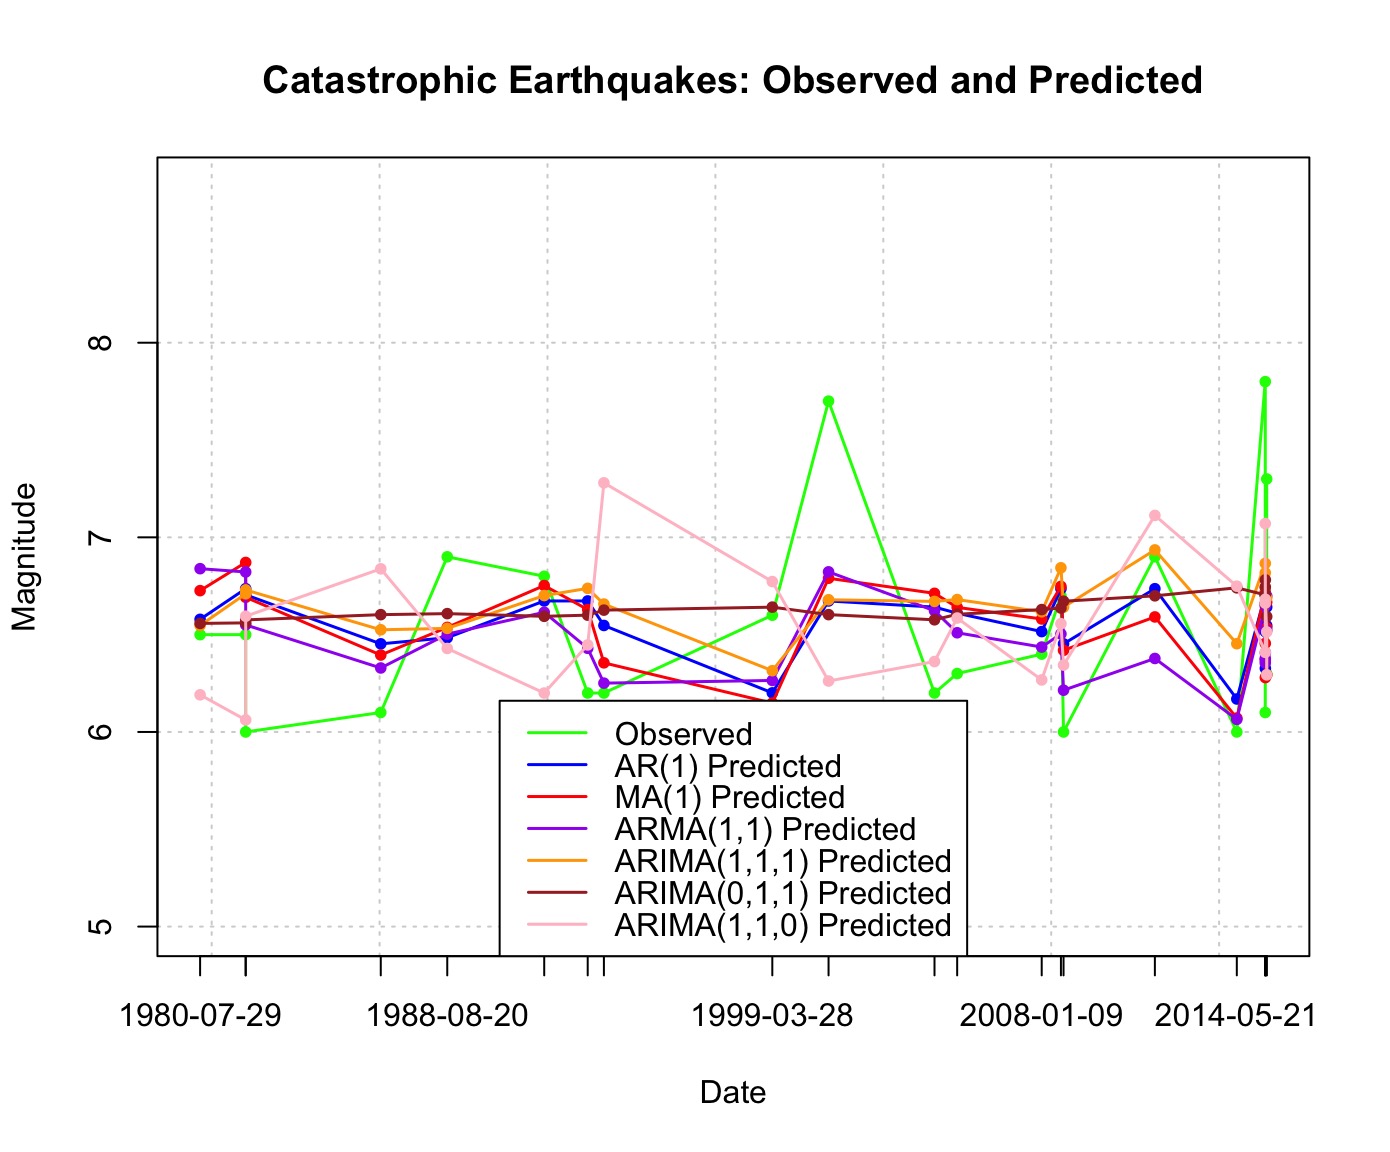 Catastrophic Earthquakes: Observed and Predicted
Magnitude
8
7
6
5
Observed
AR(1) Predicted
MA(1) Predicted
ARMA(1,1) Predicted
ARIMA(1,1,1) Predicted
ARIMA(0,1,1) Predicted
ARIMA(1,1,0) Predicted
1980-07-29 1988-08-20 1999-03-28 2008-01-09 2014-05-21
Date